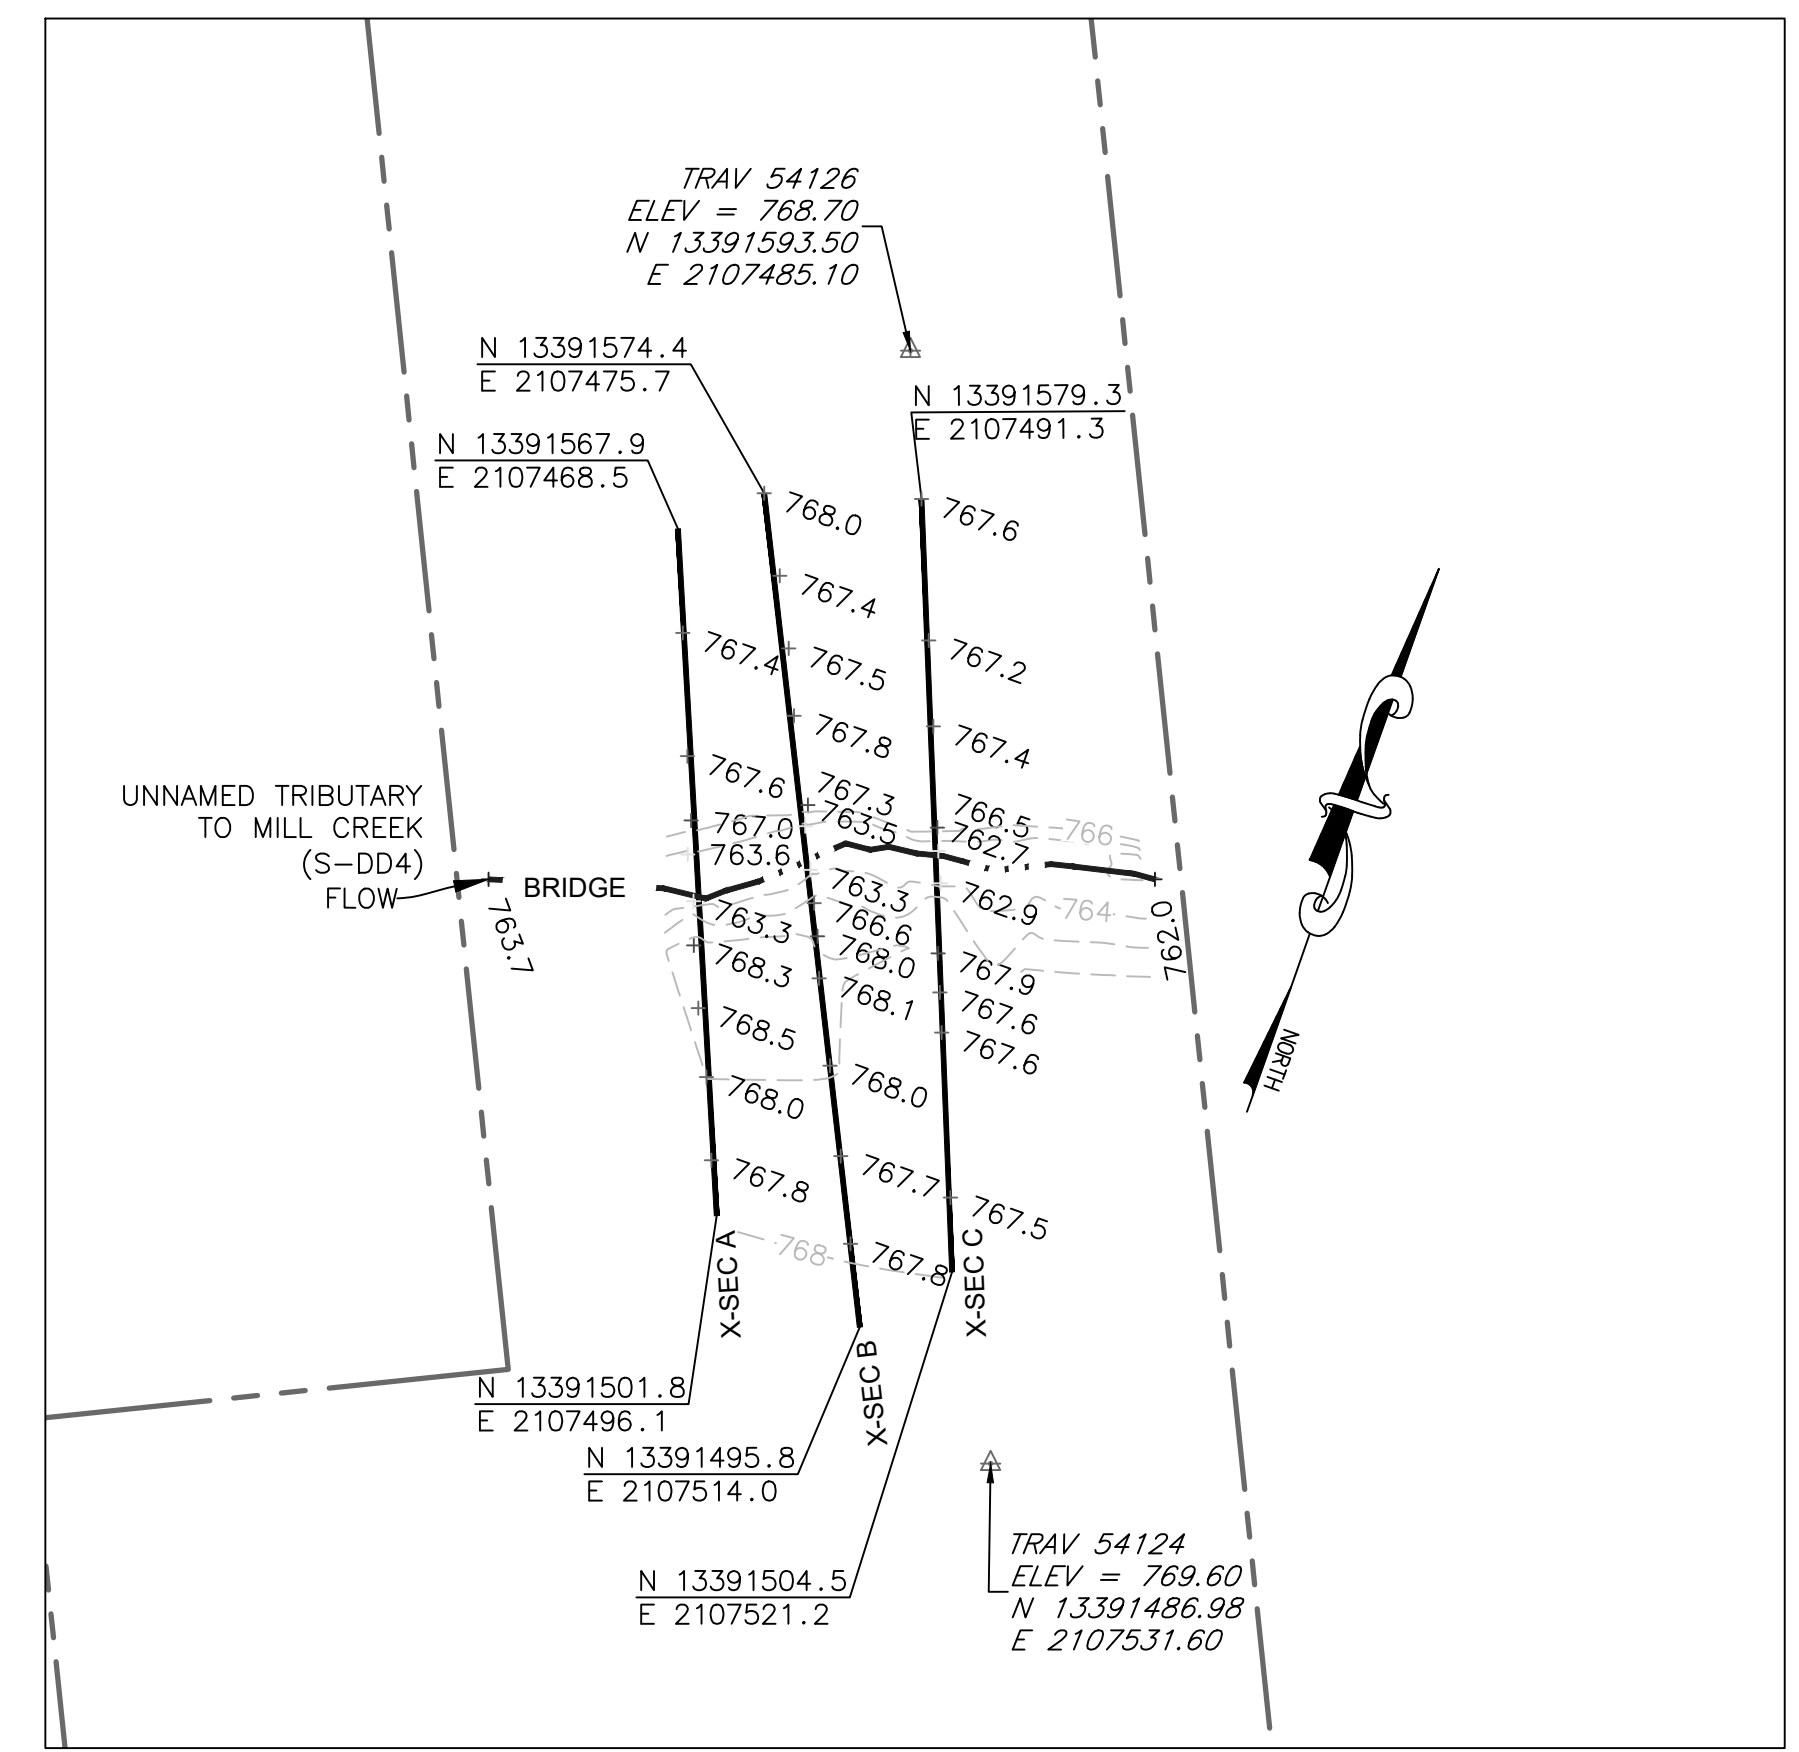 TRAV 54126
ELEV = 768.70
N 13391593.50
E 2107485.10
N 13391574.4
E 2107475.7
N 13391579.3
E 2107491.3
N 13391567.9
E 2107468.5
768.0
767.6
767.4
767.2
767.4
767.5
767.8
767.4
767.6
767.3
766.5
766
767.0
763.5
762.7
763.6
UNNAMED TRIBUTARY
TO MILL CREEK
(S-DD4)
FLOW
BRIDGE
763.7
763.3
762.9
764
762.0
763.3
766.6
768.0
768.3
767.9
768.1
767.6
768.5
767.6
768.0
768.0
767.8
767.7
767.5
768
767.8
NORTH
X-SEC A
X-SEC B
X-SEC C
N 13391501.8
E 2107496.1
N 13391495.8
E 2107514.0
N 13391504.5
E 2107521.2
TRAV 54124
ELEV = 769.60
N 13391486.98
E 2107531.60